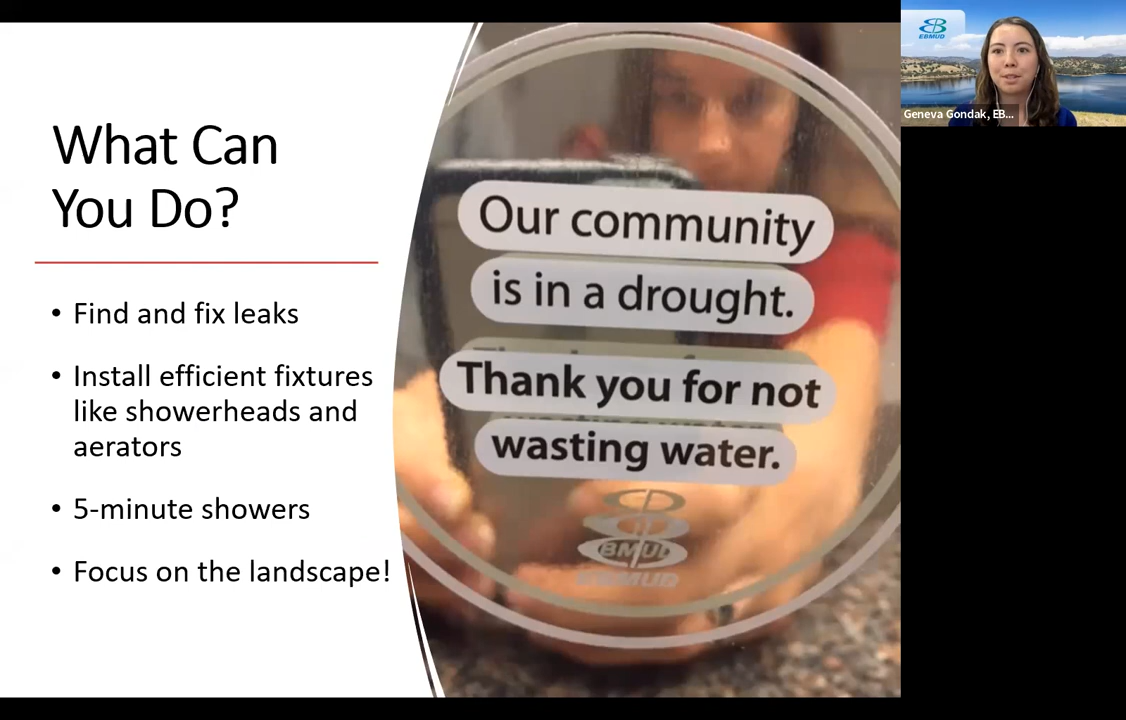 EBMUD
Geneva Gondak, EB...
What Can
You Do?
• Find and fix leaks
• Install efficient fixtures
like showerheads and
aerators
• 5-minute showers
• Focus on the landscape!
Our community
is in a drought.
Thank you for not
wasting water.
EBMUD